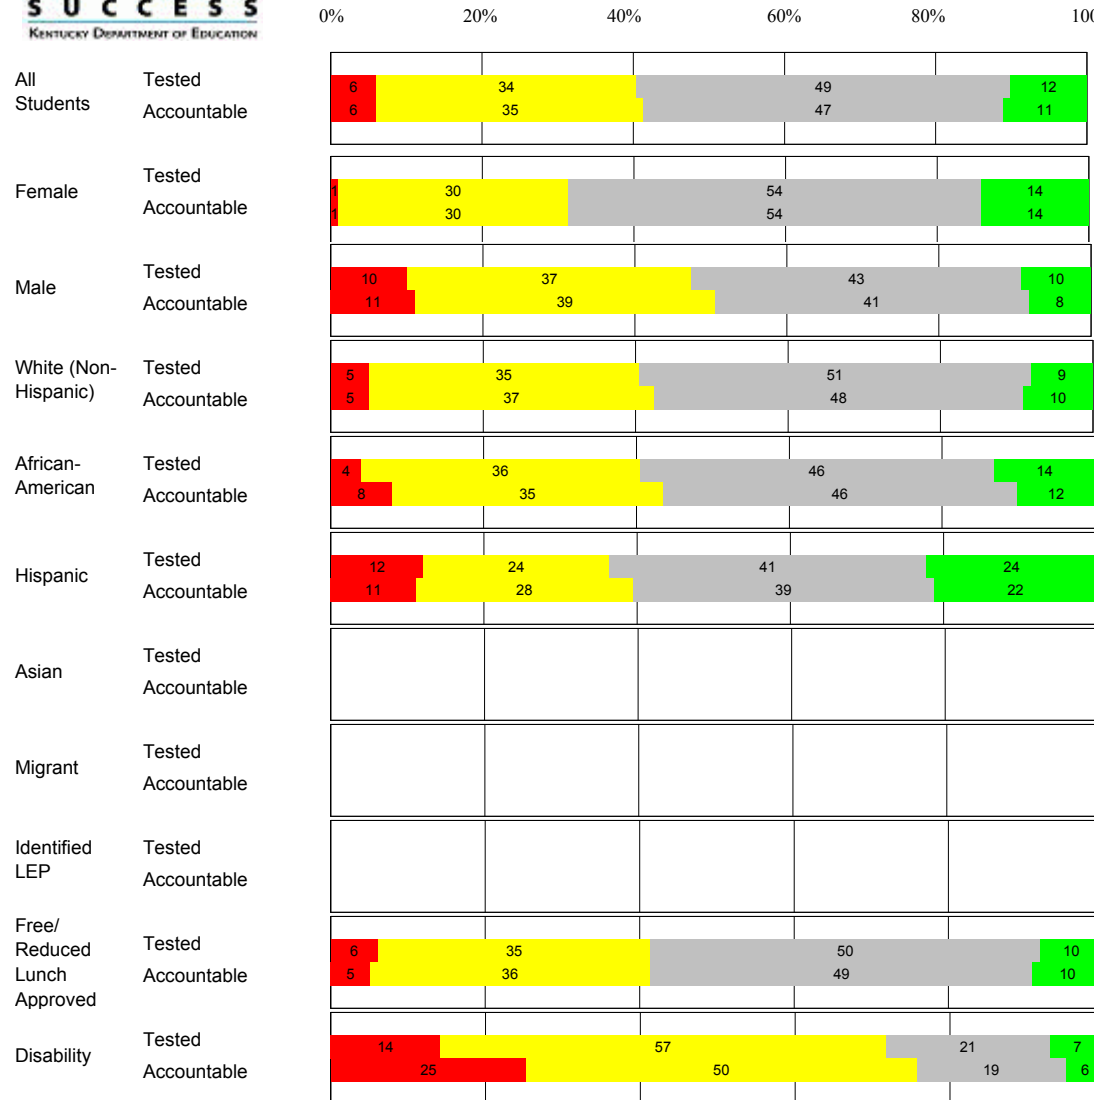 SUCCESS
KENTUCKY DEPARTMENT OF EDUCATION
0% 20% 40% 60% 80% 100
All
Students
Tested 6 34 49 12
Accountable 6 35 47 11
Female
Tested 1 30 54 14
Accountable 1 30 54 14
Male
Tested 10 37 43 10
Accountable 11 39 41 8
White (Non-
Hispanic)
Tested 5 35 51 9
Accountable 5 37 48 10
African-
American
Tested 4 36 46 14
Accountable 8 35 46 12
Hispanic
Tested 12 24 41 24
Accountable 11 28 39 22
Asian
Tested
Accountable
Migrant
Tested
Accountable
Identified
LEP
Tested
Accountable
Free/
Reduced
Lunch
Approved
Tested 6 35 50 10
Accountable 5 36 49 10
Disability
Tested 14 57 21 7
Accountable 25 50 19 6